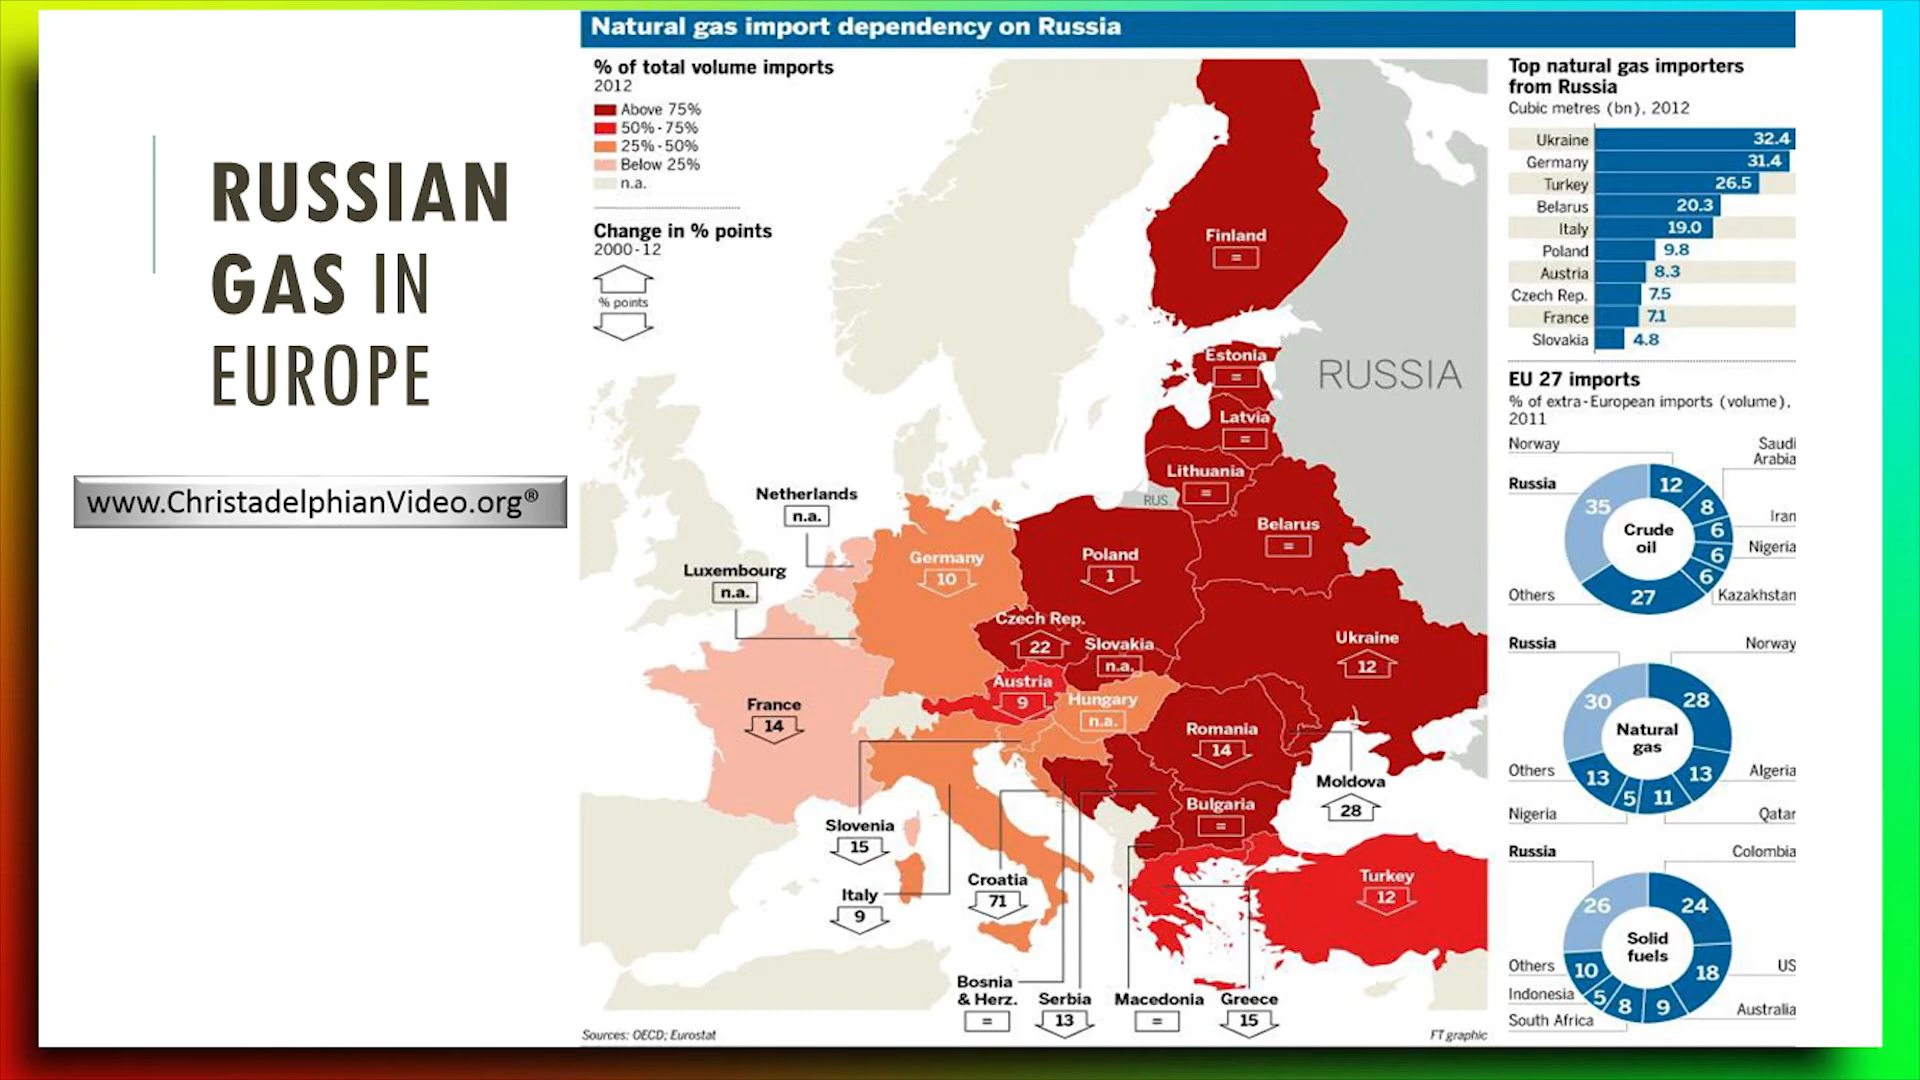 RUSSIAN
GAS IN
EUROPE
www.ChristadelphianVideo.org®
Natural gas import dependency on Russia
% of total volume imports
2012
Above 75%
50%-75%
25%-50%
Below 25%
n.a.
Change in % points
2000-12
% points
Finland
=
Estonia
=
Latvia
=
Lithuania
=
RUS.
RUSSIA
Belarus
=
Netherlands
n.a.
Luxembourg
n.a.
Germany
10
Poland
1
Czech Rep.
22
Slovakia
n.a.
Ukraine
12
Austria
9
Hungary
n.a.
France
14
Romania
14
Moldova
28
Bulgaria
=
Slovenia
15
Italy
9
Croatia
71
Turkey
12
Bosnia
& Herz.
=
Serbia
13
Macedonia
=
Greece
15
Sources: OECD; Eurostat
FT graphic
Top natural gas importers
from Russia
Cubic metres (bn), 2012
Ukraine 32.4
Germany 31.4
Turkey 26.5
Belarus 20.3
Italy 19.0
Poland 9.8
Austria 8.3
Czech Rep. 7.5
France 7.1
Slovakia 4.8
EU 27 imports
% of extra-European imports (volume),
2011
Norway
Saudi
Arabia
Russia
35
12
8
Iran
6
Crude
oil
Nigeria
6
6
Kazakhstan
Others
27
Russia
Norway
30
28
Natural
gas
Others
13
13
Algeria
5
11
Nigeria
Qatar
Russia
Colombia
26
24
Solid
fuels
Others
10
18
US
Indonesia
5
8
9
Australia
South Africa